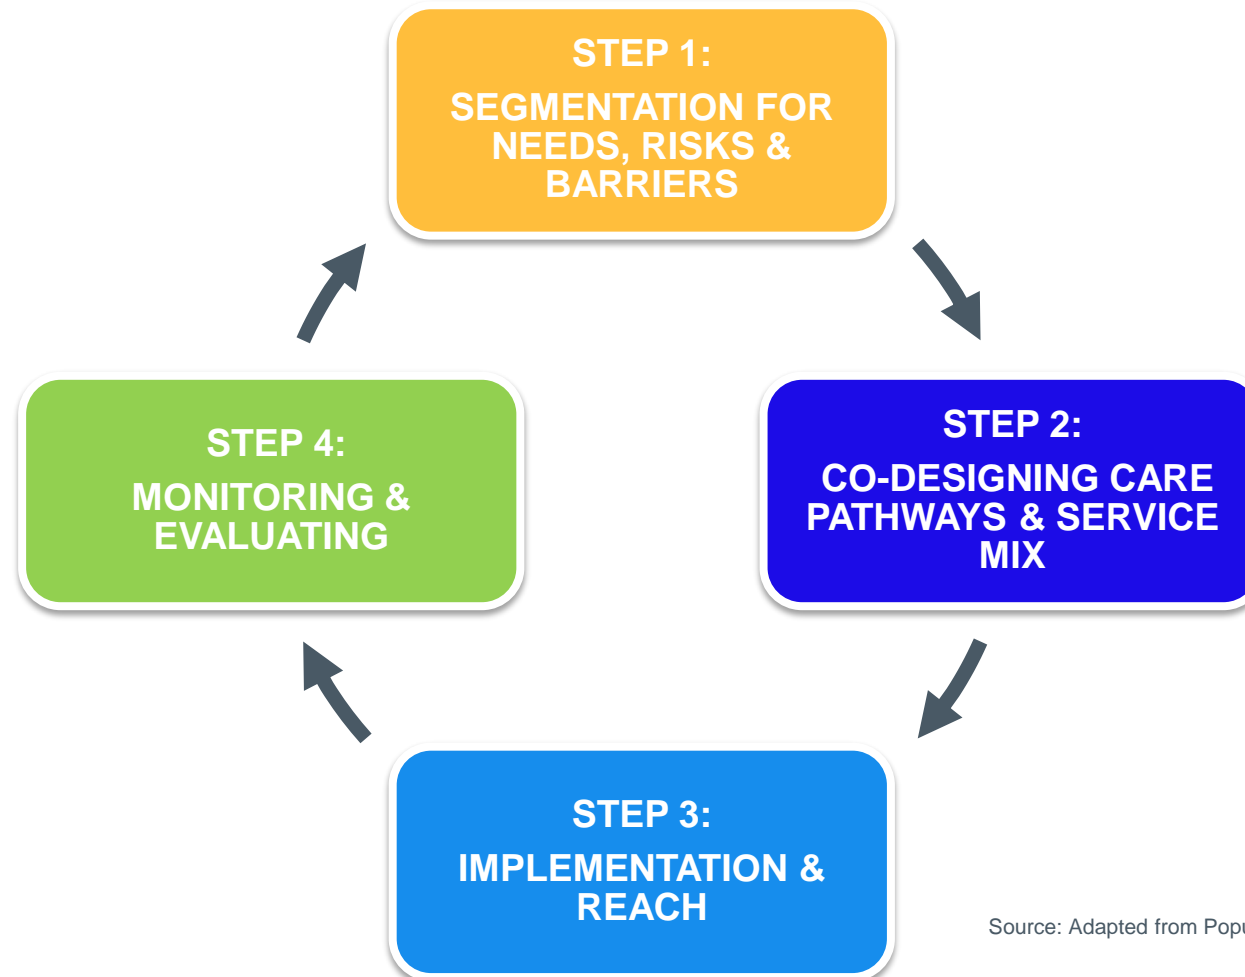 STEP 1:
SEGMENTATION FOR
NEEDS, RISKS &
BARRIERS
STEP 2:
CO-DESIGNING CARE
PATHWAYS & SERVICE
MIX
STEP 3:
IMPLEMENTATION &
REACH
STEP 4:
MONITORING &
EVALUATING
Source: Adapted from